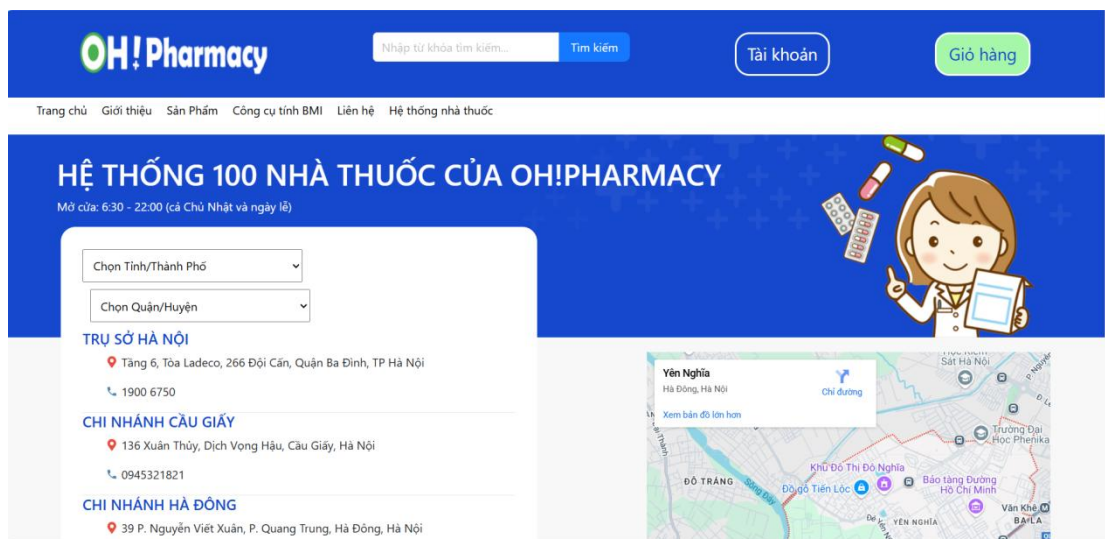 OH! Pharmacy
Nhập từ khóa tìm kiếm...
Tìm kiếm
Tài khoản
Giỏ hàng
Trang chủ Giới thiệu Sản Phẩm Công cụ tính BMI Liên hệ Hệ thống nhà thuốc
HỆ THỐNG 100 NHÀ THUỐC CỦA OH!PHARMACY
Mở cửa: 6:30 - 22:00 (cả Chủ Nhật và ngày lễ)
Chọn Tỉnh/Thành Phố
Chọn Quận/Huyện
TRỤ SỞ HÀ NỘI
Tầng 6, Tòa Ladeco, 266 Đội Cấn, Quận Ba Đình, TP Hà Nội
1900 6750
CHI NHÁNH CẦU GIẤY
136 Xuân Thủy, Dịch Vọng Hậu, Cầu Giấy, Hà Nội
0945321821
CHI NHÁNH HÀ ĐÔNG
39 P. Nguyễn Viết Xuân, P. Quang Trung, Hà Đông, Hà Nội
Yên Nghĩa
Hà Đông, Hà Nội
Chỉ đường
Xem bản đồ lớn hơn
Sát Hà Nội
Trường Đại
Học Phenika
Khu Đô Thị Đô Nghĩa
ĐỒ TRÀNG
Sông Đáy
Đồ gỗ Tiến Lộc
Bảo tàng Đường
Hồ Chí Minh
Văn Khê
YÊN NGHĨA
BA LA